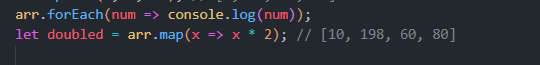 arr.forEach(num => console.log(num));
let doubled = arr.map(x => x * 2); // [10, 198, 60, 80]